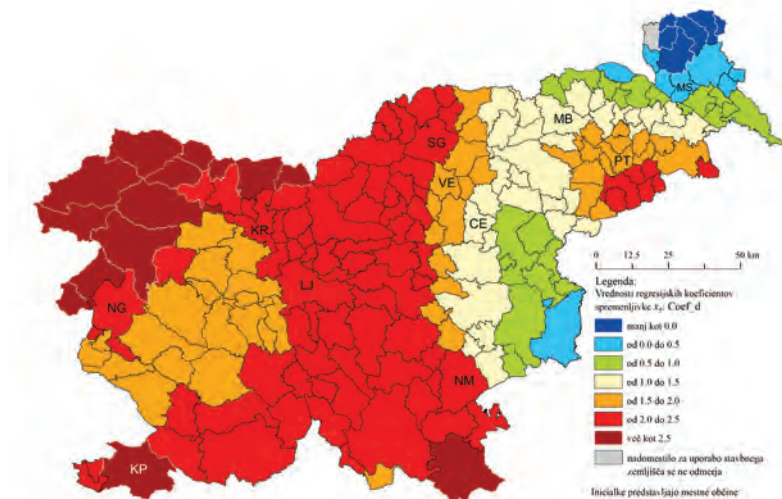 MS
MB
SG
PT
VE
CE
KR
LJ
NG
NM
KP
0 12.5 25 50 km
Legenda:
Vrednosti regresijskih koeficientov
spremenljivke x₇: Coef_d
manj kot 0.0
od 0.0 do 0.5
od 0.5 do 1.0
od 1.0 do 1.5
od 1.5 do 2.0
od 2.0 do 2.5
več kot 2.5
nadomestilo za uporabo stavbnega
zemljišča se ne odmerja
Inicialke predstavljajo mestne občine